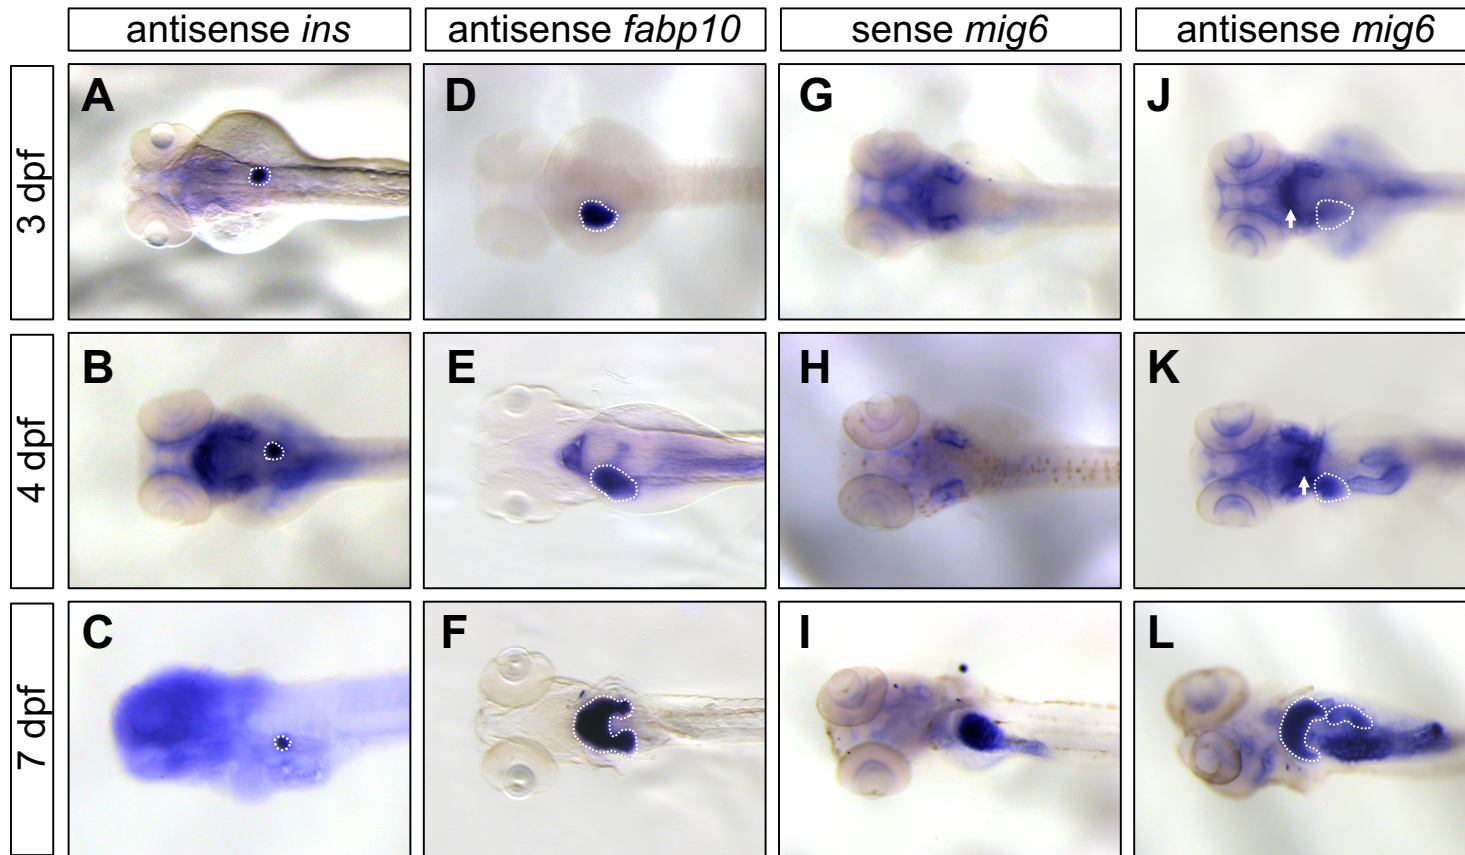 antisense ins
antisense fabp10
sense mig6
antisense mig6
3 dpf
A
D
G
J
4 dpf
B
E
H
K
7 dpf
C
F
I
L